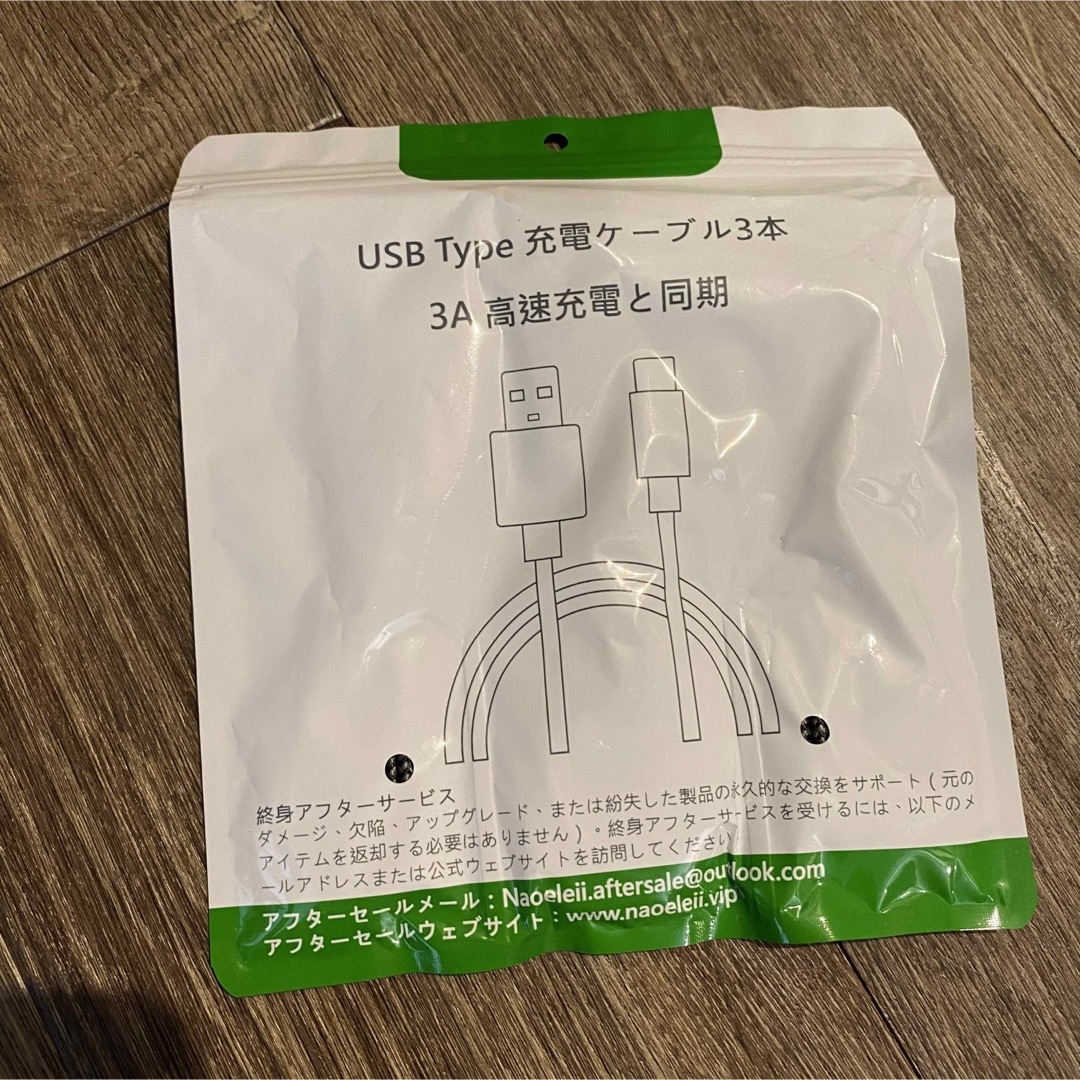 USB Type 充電ケーブル3本
3A 高速充電と同期
終身アフターサービス
ダメージ、欠陥、アップグレード、または紛失した製品の永久的な交換をサポート(元の
アイテムを返却する必要はありません)。終身アフターサービスを受けるには、以下のメ
ールアドレスまたは公式ウェブサイトを訪問してください
アフターセールメール:Naoeleii.aftersale@outlook.com
アフターセールウェブサイト:www.naoeleii.vip